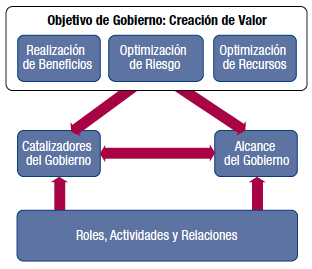 Objetivo de Gobierno: Creación de Valor
Realización
de Beneficios
Optimización
de Riesgo
Optimización
de Recursos
Catalizadores
del Gobierno
Alcance
del Gobierno
Roles, Actividades y Relaciones